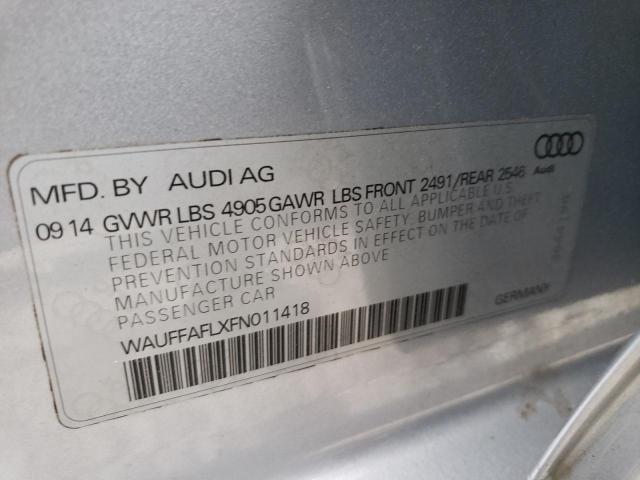 MFD. BY AUDI AG
Audi
09 14 GVWR LBS 4905 GAWR LBS FRONT 2491/REAR 2546
THIS VEHICLE CONFORMS TO ALL APPLICABLE U.S.
FEDERAL MOTOR VEHICLE SAFETY, BUMPER AND THEFT
PREVENTION STANDARDS IN EFFECT ON THE DATE OF
MANUFACTURE SHOWN ABOVE
PASSENGER CAR
WAUFFAFLXFN011418
GERMANY